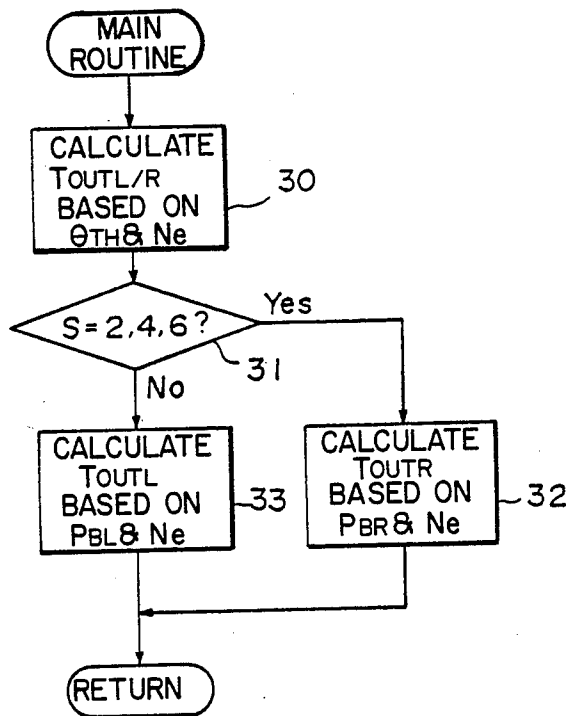 MAIN
ROUTINE
CALCULATE
TOUTL/R
BASED ON
θTH& Ne
30
S=2,4,6?
Yes
31
No
CALCULATE
TOUTL
BASED ON
PBL& Ne
33
CALCULATE
TOUTR
BASED ON
PBR& Ne
32
RETURN